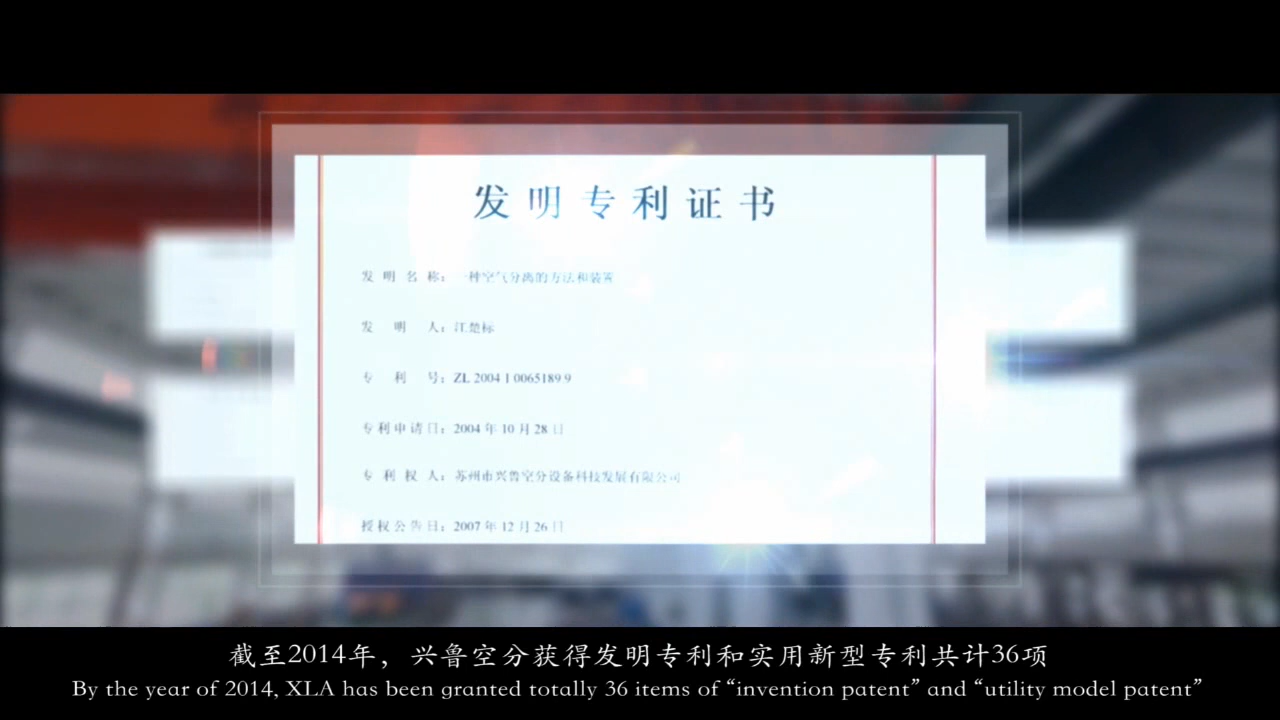 发明专利证书
发明名称：一种空气分离的方法和装置
发明人：江楚标
专利号：ZL 2004 1 0065189.9
专利申请日：2004年10月28日
专利权人：苏州市兴鲁空分设备科技发展有限公司
授权公告日：2007年12月26日
截至2014年，兴鲁空分获得发明专利和实用新型专利共计36项
By the year of 2014, XLA has been granted totally 36 items of “invention patent” and “utility model patent”